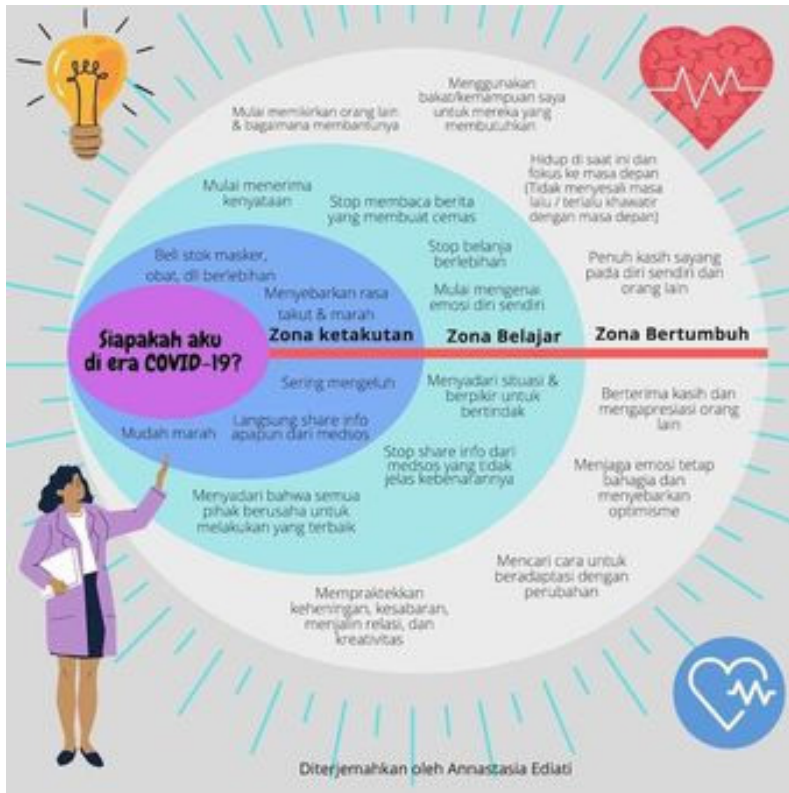 Mulai memikirkan orang lain
& bagaimana membantunya
Menggunakan
bakat/kemampuan saya
untuk mereka yang
membutuhkan
Hidup di saat ini dan
fokus ke masa depan
(Tidak menyesali masa
lalu / terlalu khawatir
dengan masa depan)
Penuh kasih sayang
pada diri sendiri dan
orang lain
Mulai menerima
kenyataan
Stop membaca berita
yang membuat cemas
Stop belanja
berlebihan
Mulai mengenai
emosi diri sendiri
Beli stok masker,
obat, dll berlebihan
Menyebarkan rasa
takut & marah
Siapakah aku
di era COVID-19?
Zona ketakutan
Zona Belajar
Zona Bertumbuh
Sering mengeluh
Mudah marah
Langsung share info
apapun dari medsos
Menyadari situasi &
berpikir untuk
bertindak
Stop share info dari
medsos yang tidak
jelas kebenarannya
Menyadari bahwa semua
pihak berusaha untuk
melakukan yang terbaik
Berterima kasih dan
mengapresiasi orang
lain
Menjaga emosi tetap
bahagia dan
menyebarkan
optimisme
Mencari cara untuk
beradaptasi dengan
perubahan
Mempraktekkan
keheningan, kesabaran,
menjalin relasi, dan
kreativitas
Diterjemahkan oleh Annastasia Ediati